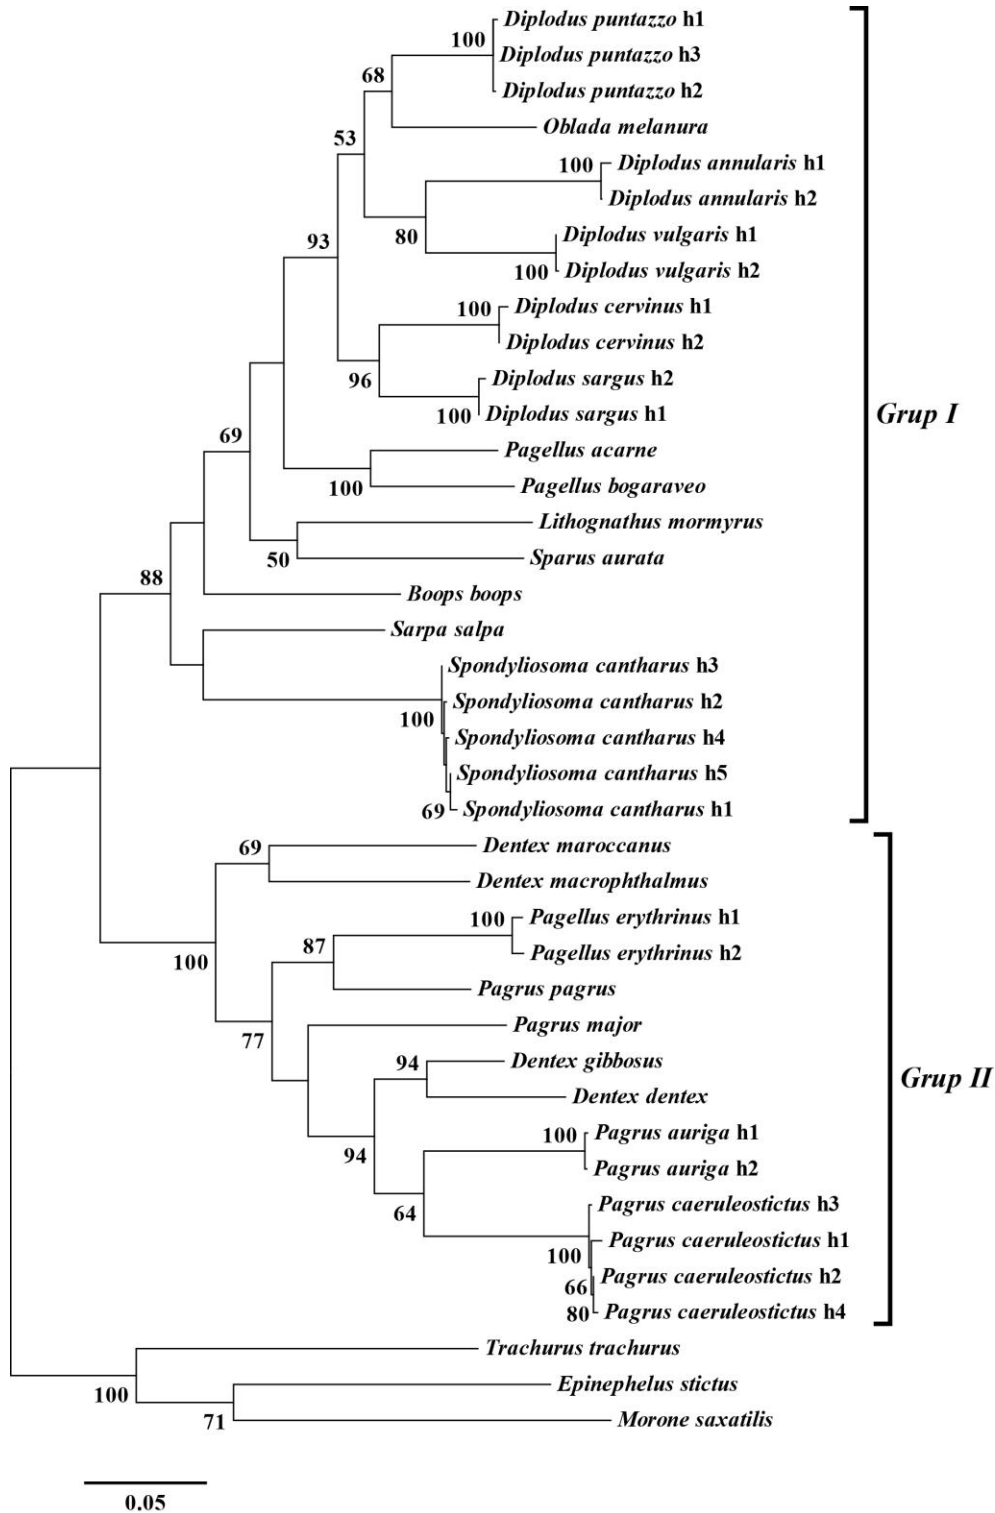 Diplodus puntazzo h1
100
Diplodus puntazzo h3
68
Diplodus puntazzo h2
Oblada melanura
53
100
Diplodus annularis h1
Diplodus annularis h2
93
80
Diplodus vulgaris h1
100
Diplodus vulgaris h2
100
Diplodus cervinus h1
Diplodus cervinus h2
96
Diplodus sargus h2
100
Diplodus sargus h1
Grup I
69
Pagellus acarne
100
Pagellus bogaraveo
Lithognathus mormyrus
50
Sparus aurata
88
Boops boops
Sarpa salpa
Spondyliosoma cantharus h3
Spondyliosoma cantharus h2
100
Spondyliosoma cantharus h4
Spondyliosoma cantharus h5
69
Spondyliosoma cantharus h1
69
Dentex maroccanus
Dentex macrophthalmus
100
Pagellus erythrinus h1
87
Pagellus erythrinus h2
100
Pagrus pagrus
77
Pagrus major
94
Dentex gibbosus
Grup II
Dentex dentex
100
Pagrus auriga h1
94
Pagrus auriga h2
64
Pagrus caeruleostictus h3
Pagrus caeruleostictus h1
100
Pagrus caeruleostictus h2
66
80
Pagrus caeruleostictus h4
Trachurus trachurus
100
Epinephelus stictus
71
Morone saxatilis
0.05